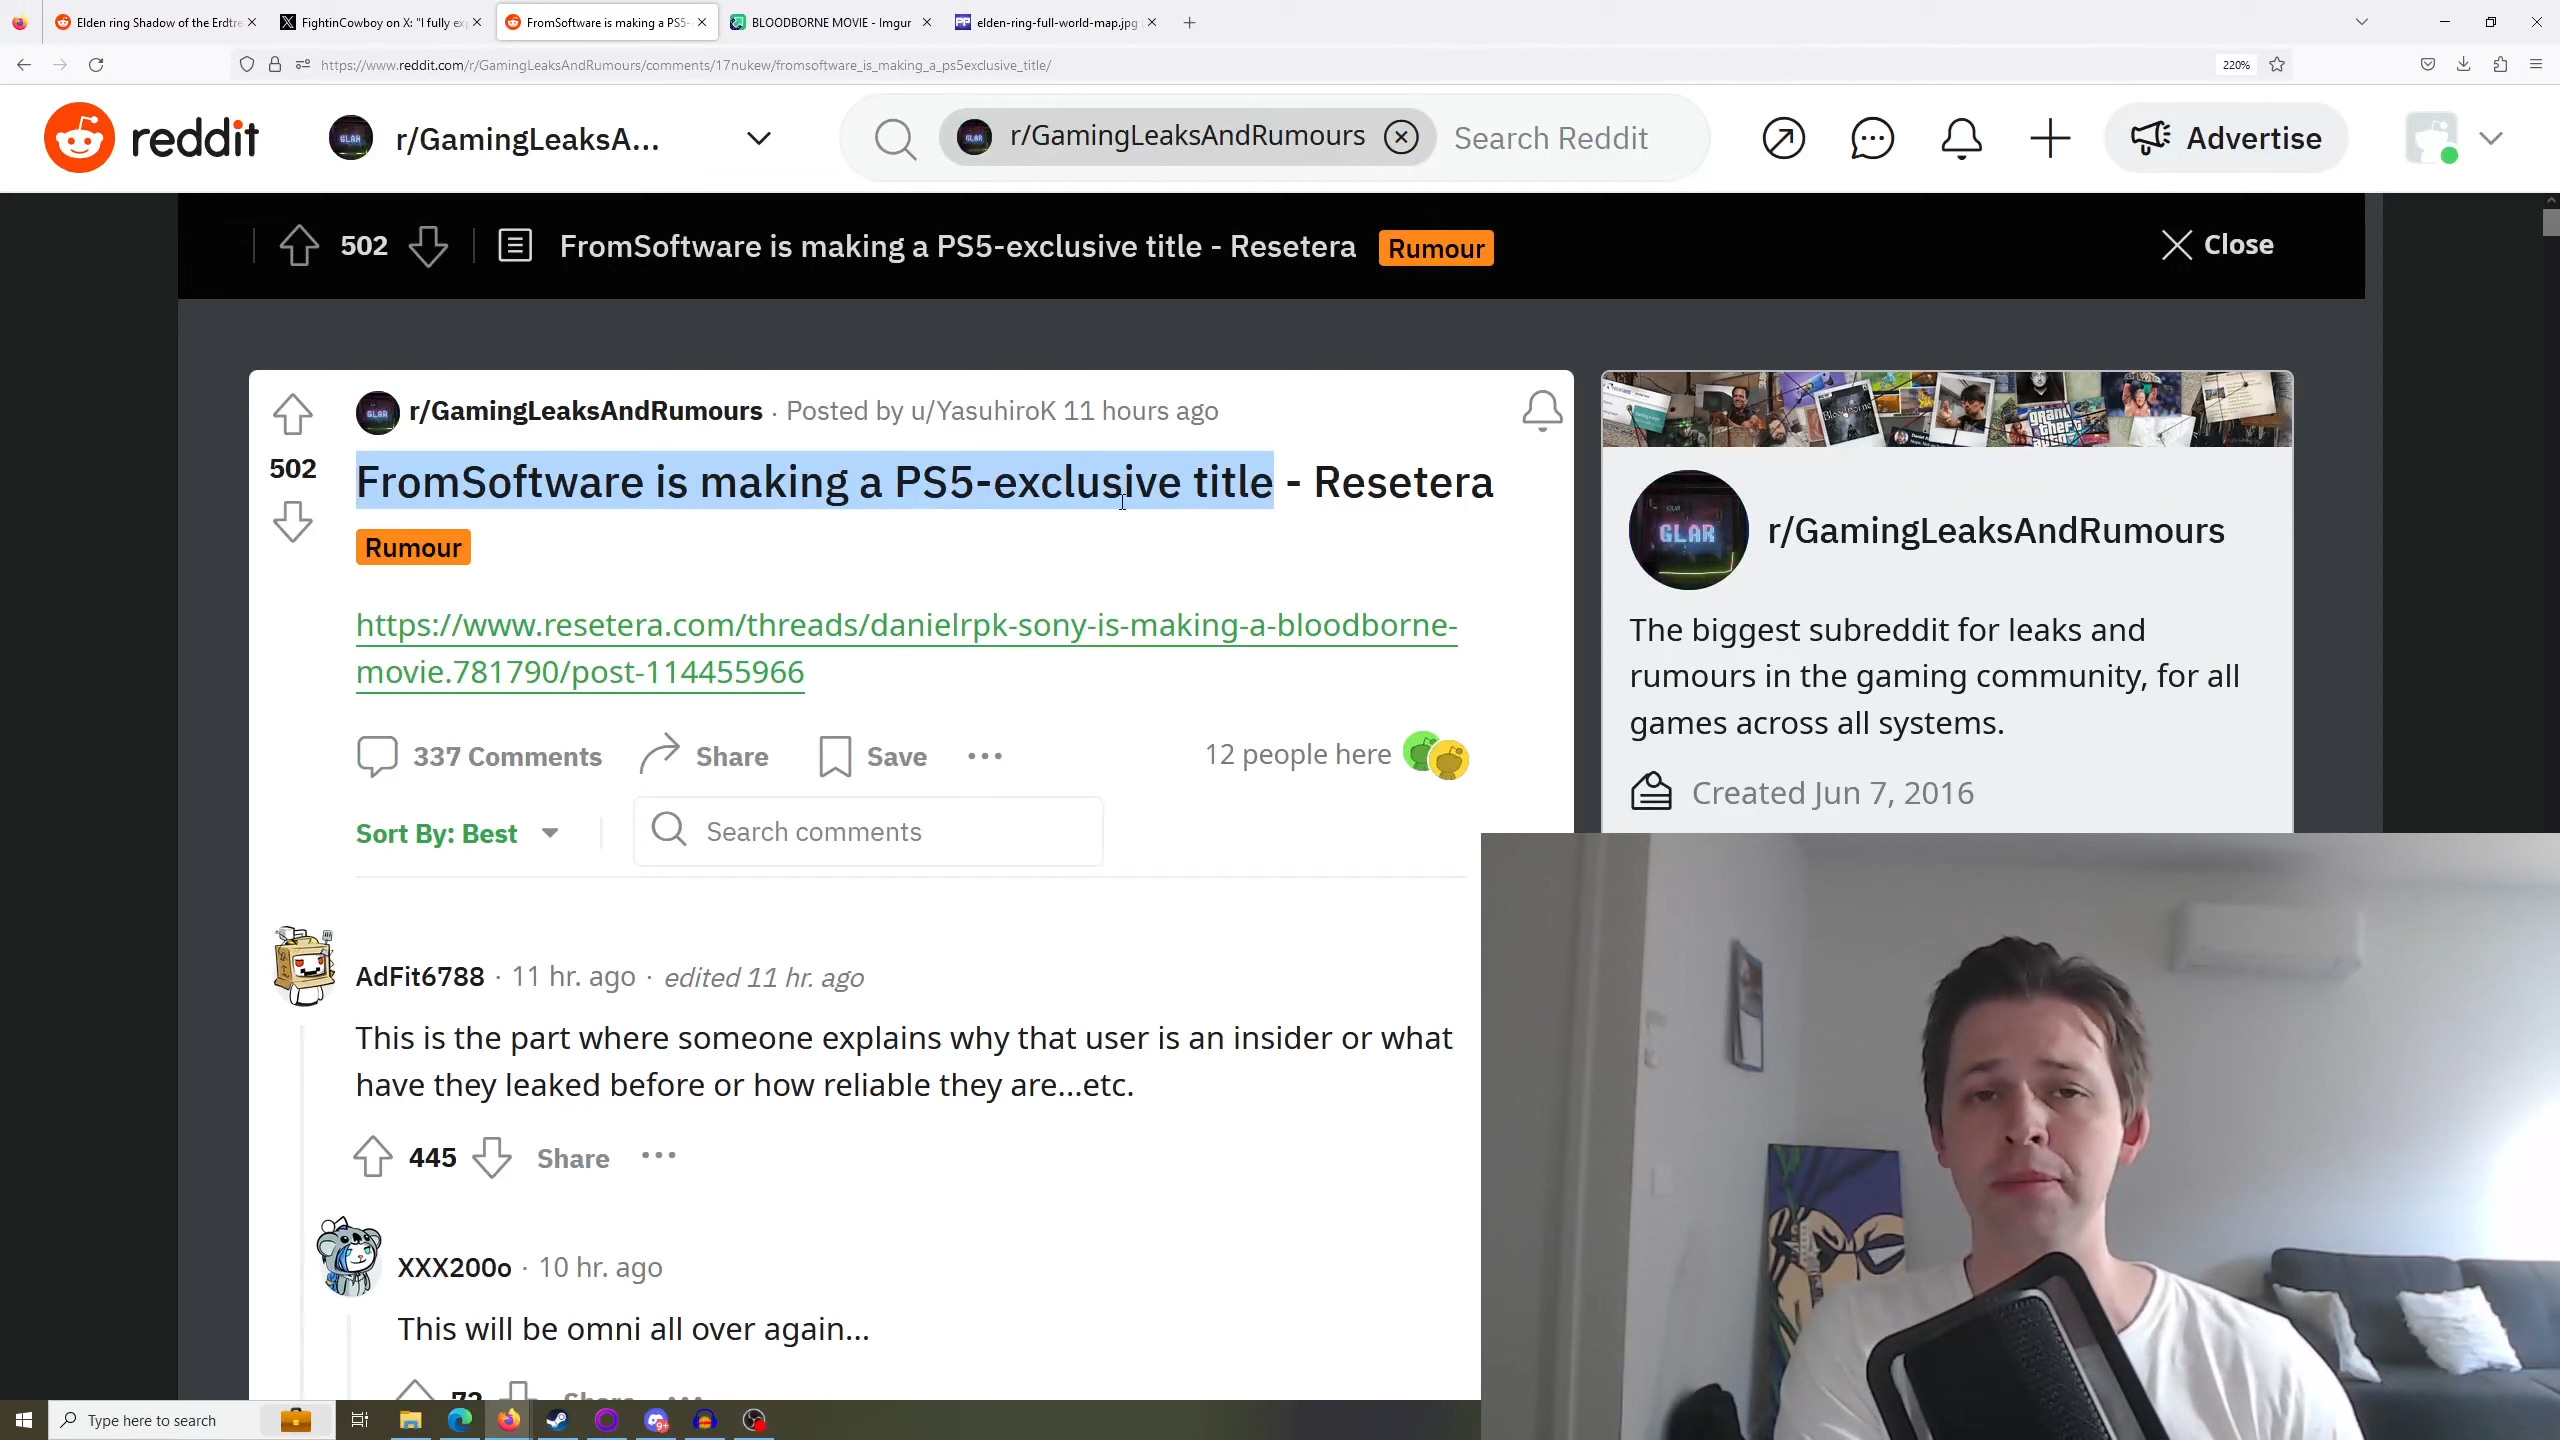 Elden ring Shadow of the Erdtre
FightinCowboy on X: "I fully ex
FromSoftware is making a PS5-
BLOODBORNE MOVIE - Imgur
elden-ring-full-world-map.jpg
https://www.reddit.com/r/GamingLeaksAndRumours/comments/17nukew/fromsoftware_is_making_a_ps5exclusive_title/
220%
reddit
r/GamingLeaksA...
r/GamingLeaksAndRumours
Search Reddit
Advertise
502
FromSoftware is making a PS5-exclusive title - Resetera
Rumour
Close
r/GamingLeaksAndRumours · Posted by u/YasuhiroK 11 hours ago
502
FromSoftware is making a PS5-exclusive title - Resetera
Rumour
https://www.resetera.com/threads/danielrpk-sony-is-making-a-bloodborne-
movie.781790/post-114455966
337 Comments
Share
Save
12 people here
Sort By: Best
Search comments
GLAR
r/GamingLeaksAndRumours
The biggest subreddit for leaks and
rumours in the gaming community, for all
games across all systems.
Created Jun 7, 2016
AdFit6788 · 11 hr. ago · edited 11 hr. ago
This is the part where someone explains why that user is an insider or what
have they leaked before or how reliable they are...etc.
445
Share
XXX200o · 10 hr. ago
This will be omni all over again...
72
Share
Type here to search